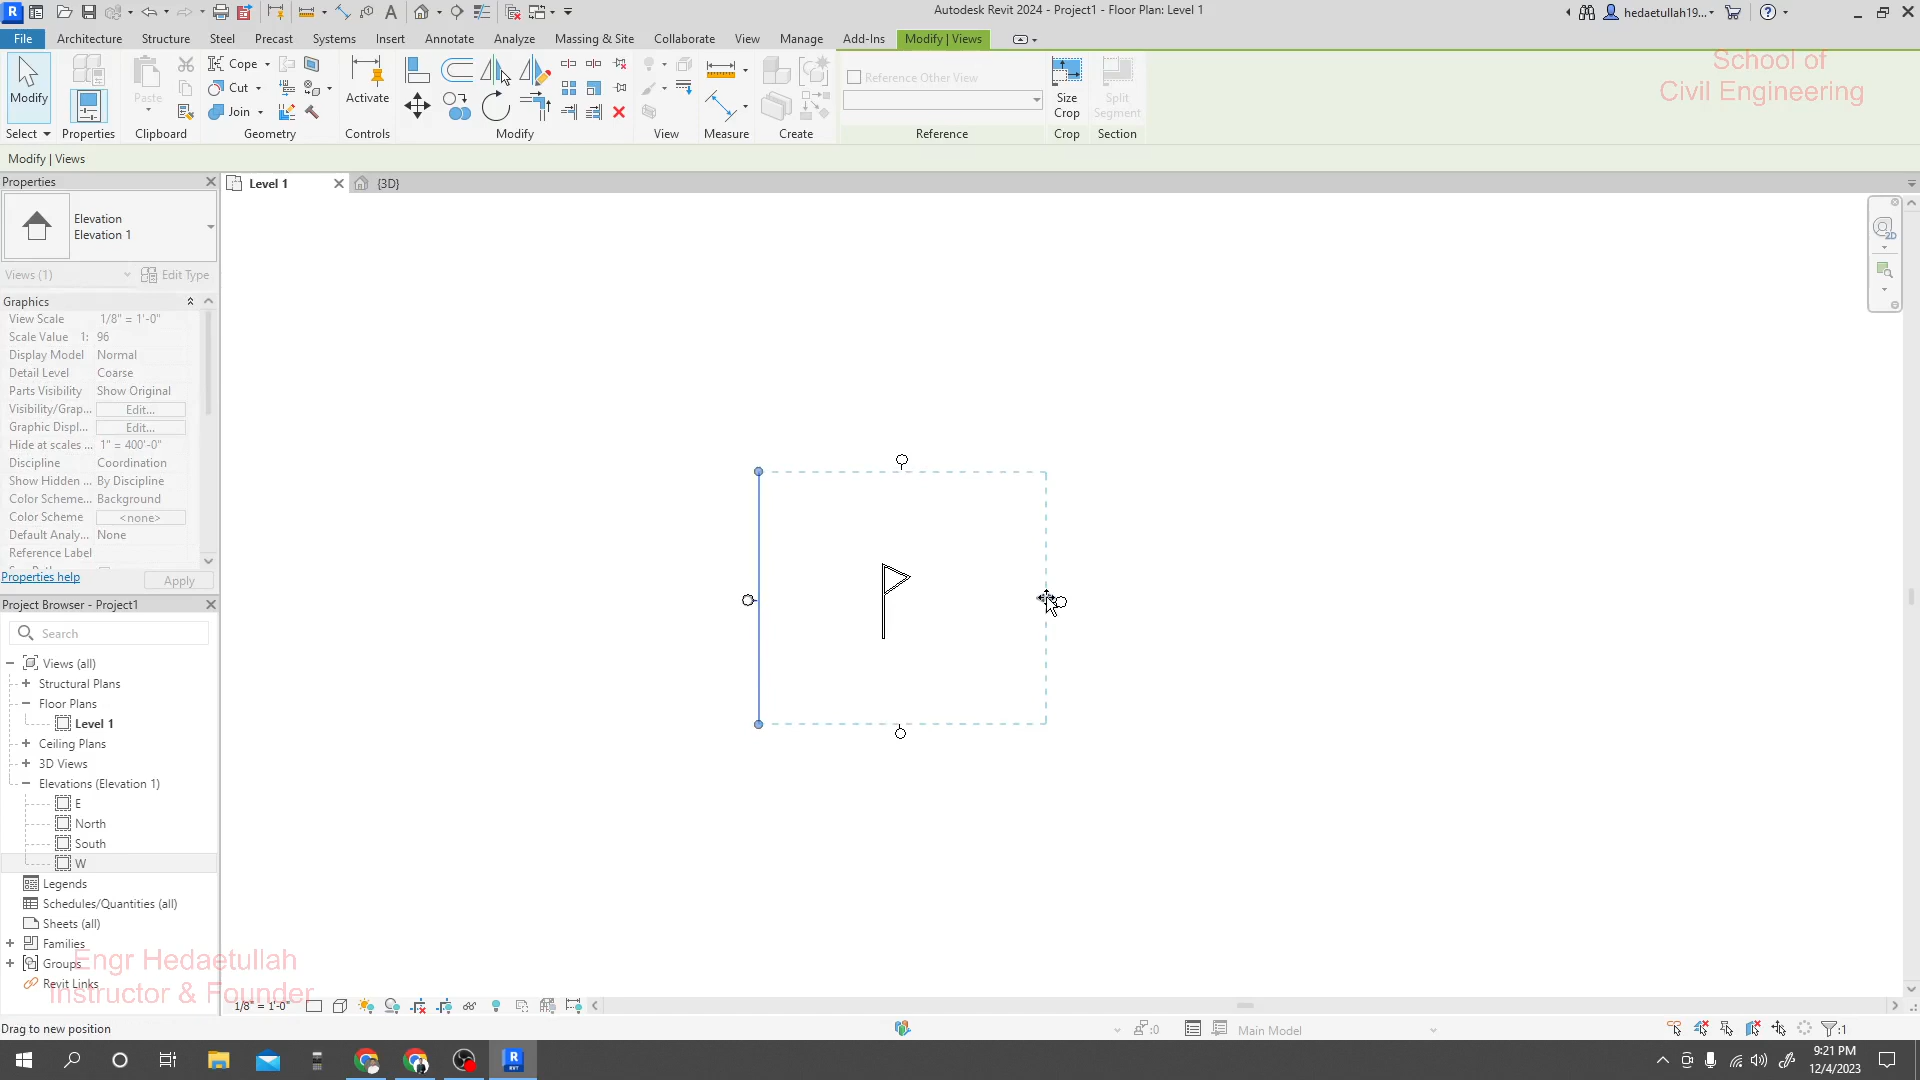 Autodesk Revit 2024 - Project1 - Floor Plan: Level 1
hedaetullah19...
File Architecture Structure Steel Precast Systems Insert Annotate Analyze Massing & Site Collaborate View Manage Add-Ins Modify | Views
Modify
Select
Properties
Paste
Clipboard
Cope
Cut
Join
Geometry
Activate
Controls
Modify
View
Measure
Create
Reference Other View
Reference
Size
Crop
Crop
Split
Segment
Section
School of
Civil Engineering
Modify | Views
Properties
Level 1
{3D}
Elevation
Elevation 1
Views (1)
Edit Type
Graphics
View Scale 1/8" = 1'-0"
Scale Value 1: 96
Display Model Normal
Detail Level Coarse
Parts Visibility Show Original
Visibility/Grap... Edit...
Graphic Displ... Edit...
Hide at scales ... 1" = 400'-0"
Discipline Coordination
Show Hidden ... By Discipline
Color Scheme... Background
Color Scheme <none>
Default Analy... None
Reference Label
Properties help
Apply
Project Browser - Project1
Search
Views (all)
Structural Plans
Floor Plans
Level 1
Ceiling Plans
3D Views
Elevations (Elevation 1)
E
North
South
W
Legends
Schedules/Quantities (all)
Sheets (all)
Families
Groups
Revit Links
Engr Hedaetullah
Instructor & Founder
1/8" = 1'-0"
Drag to new position
:0
Main Model
:1
9:21 PM
12/4/2023